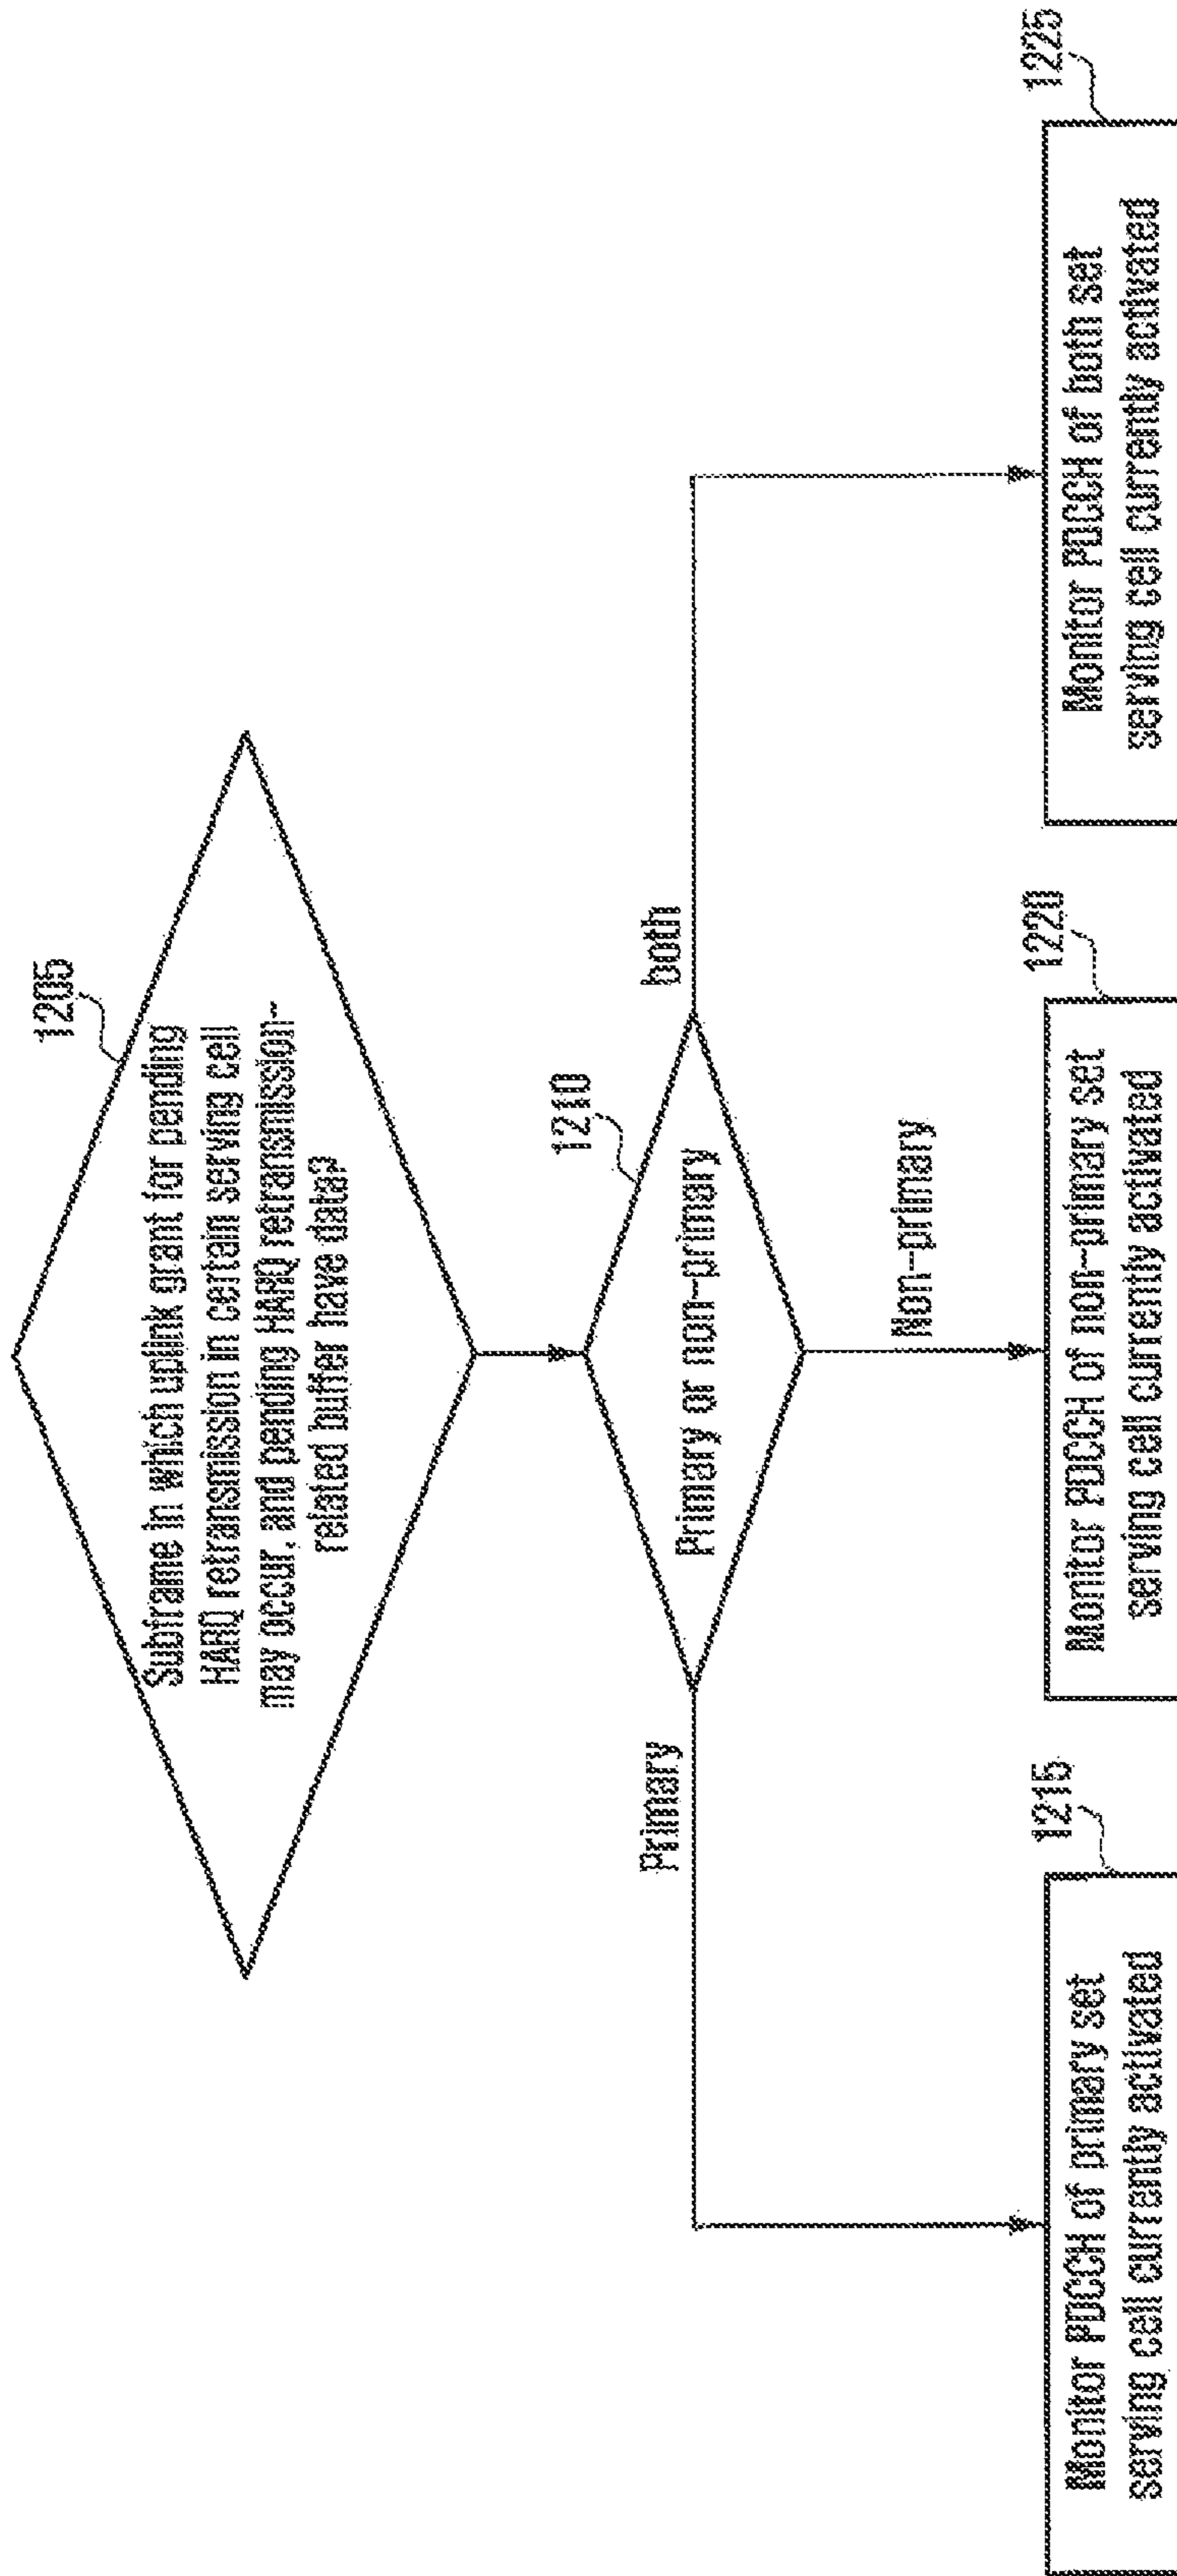 1205
Subframe in which uplink grant for pending
HARQ retransmission in certain serving cell
may occur, and pending HARQ retransmission-
related buffer have data?
1210
Primary or non-primary
Primary
Non-primary
both
1215
Monitor PDCCH of primary set
serving cell currently activated
1220
Monitor PDCCH of non-primary set
serving cell currently activated
1225
Monitor PDCCH of both set
serving cell currently activated